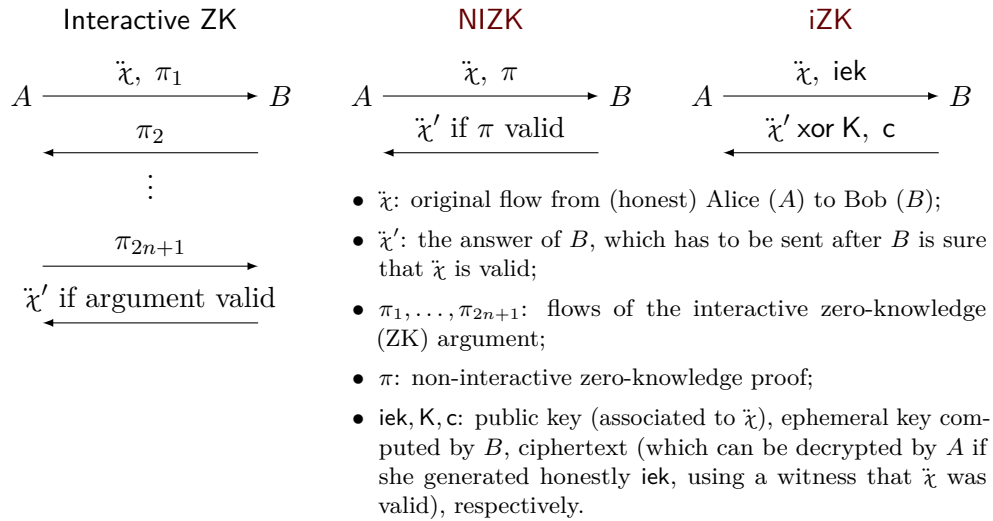 Interactive ZK
A ẍ, π₁ B
π₂
⋮
π₂ₙ₊₁
ẍ′ if argument valid
NIZK
A ẍ, π B
ẍ′ if π valid
iZK
A ẍ, iek B
ẍ′ xor K, c
• ẍ: original flow from (honest) Alice (A) to Bob (B);
• ẍ′: the answer of B, which has to be sent after B is sure
that ẍ is valid;
• π₁, . . . , π₂ₙ₊₁: flows of the interactive zero-knowledge
(ZK) argument;
• π: non-interactive zero-knowledge proof;
• iek, K, c: public key (associated to ẍ), ephemeral key com-
puted by B, ciphertext (which can be decrypted by A if
she generated honestly iek, using a witness that ẍ was
valid), respectively.